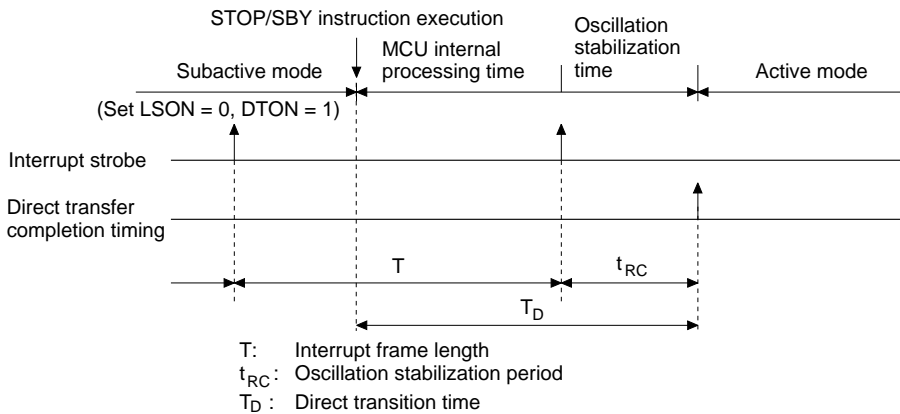 STOP/SBY instruction execution
Subactive mode
MCU internal
processing time
Oscillation
stabilization
time
Active mode
(Set LSON = 0, DTON = 1)
Interrupt strobe
Direct transfer
completion timing
T
tRC
TD
T: Interrupt frame length
tRC: Oscillation stabilization period
TD : Direct transition time